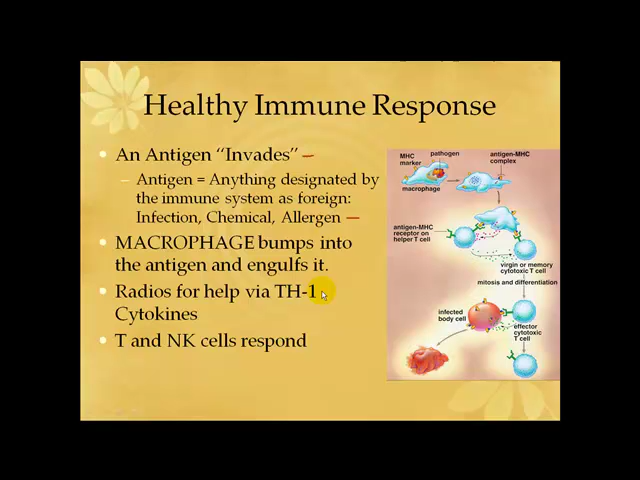 Healthy Immune Response
• An Antigen “Invades”
– Antigen = Anything designated by
the immune system as foreign:
Infection, Chemical, Allergen
• MACROPHAGE bumps into
the antigen and engulfs it.
• Radios for help via TH-1
Cytokines
• T and NK cells respond
MHC
marker
pathogen
antigen-MHC
complex
macrophage
antigen-MHC
receptor on
helper T cell
virgin or memory
cytotoxic T cell
mitosis and differentiation
infected
body cell
effector
cytotoxic
T cell